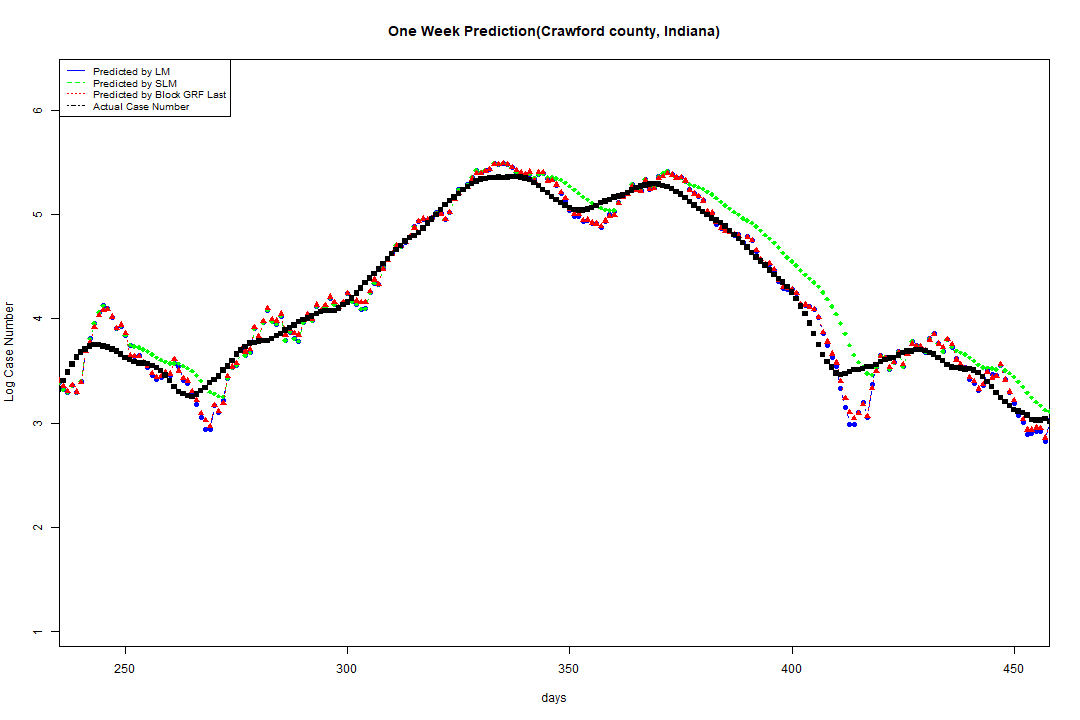 One Week Prediction(Crawford county, Indiana)
Predicted by LM
Predicted by SLM
Predicted by Block GRF Last
Actual Case Number
Log Case Number
6
5
4
3
2
1
250 300 350 400 450
days